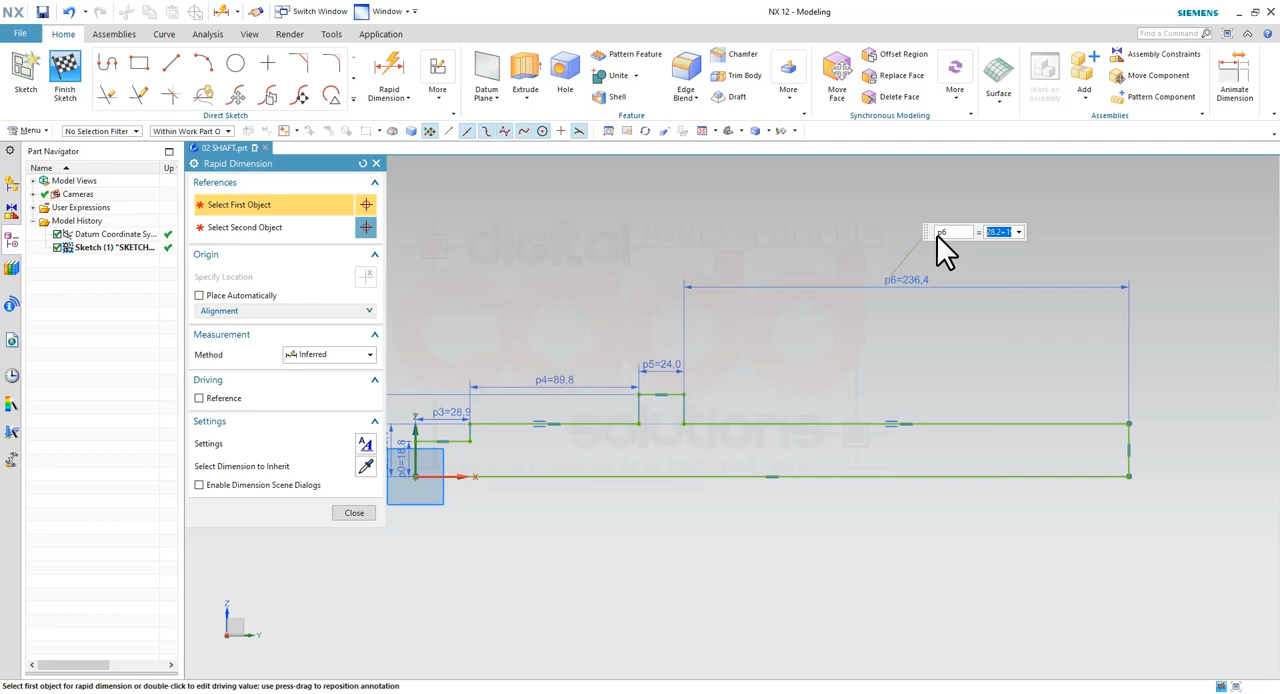 NX
Switch Window
Window
NX 12 - Modeling
SIEMENS
File
Home
Assemblies
Curve
Analysis
View
Render
Tools
Application
Find a Command
Sketch
Finish Sketch
Rapid Dimension
More
Direct Sketch
Datum Plane
Extrude
Hole
Pattern Feature
Unite
Shell
Edge Blend
Chamfer
Trim Body
Draft
More
Feature
Move Face
Offset Region
Replace Face
Delete Face
More
Synchronous Modeling
Surface
Work on Assembly
Add
Assembly Constraints
Move Component
Pattern Component
Assemblies
Animate Dimension
Menu
No Selection Filter
Within Work Part O
Part Navigator
Name
Up
Model Views
Cameras
User Expressions
Model History
Datum Coordinate Sy...
Sketch (1) "SKETCH...
02 SHAFT.prt
Rapid Dimension
References
Select First Object
Select Second Object
Origin
Specify Location
Place Automatically
Alignment
Measurement
Method
Inferred
Driving
Reference
Settings
Settings
Select Dimension to Inherit
Enable Dimension Scene Dialogs
Close
digital
cadd
solutions
p6
=
p6=236,4
p5=24,0
p4=89,8
p3=28,9
p0=18,8
X
Z
Y
Select first object for rapid dimension or double-click to edit driving value; use press-drag to reposition annotation